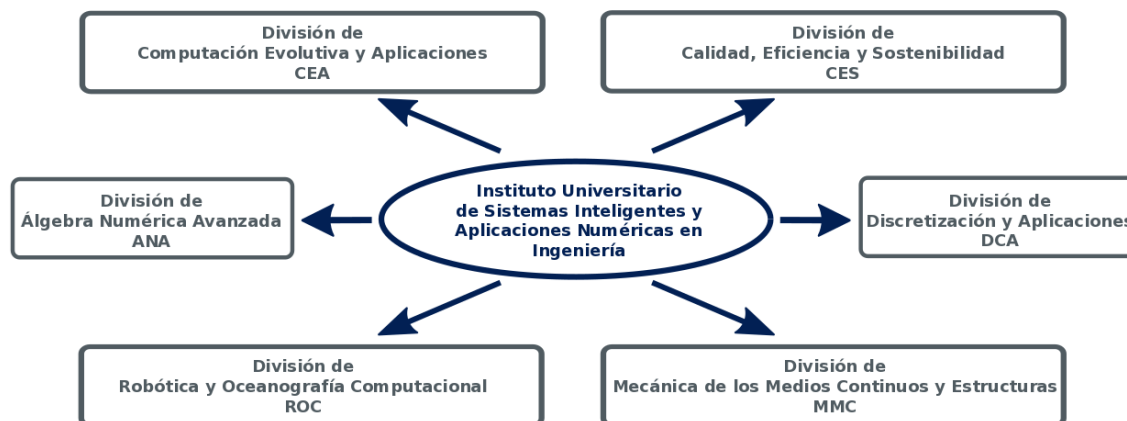 División de
Computación Evolutiva y Aplicaciones
CEA
División de
Calidad, Eficiencia y Sostenibilidad
CES
Instituto Universitario
de Sistemas Inteligentes y
Aplicaciones Numéricas en
Ingeniería
División de
Álgebra Numérica Avanzada
ANA
División de
Discretización y Aplicaciones
DCA
División de
Robótica y Oceanografía Computacional
ROC
División de
Mecánica de los Medios Continuos y Estructuras
MMC